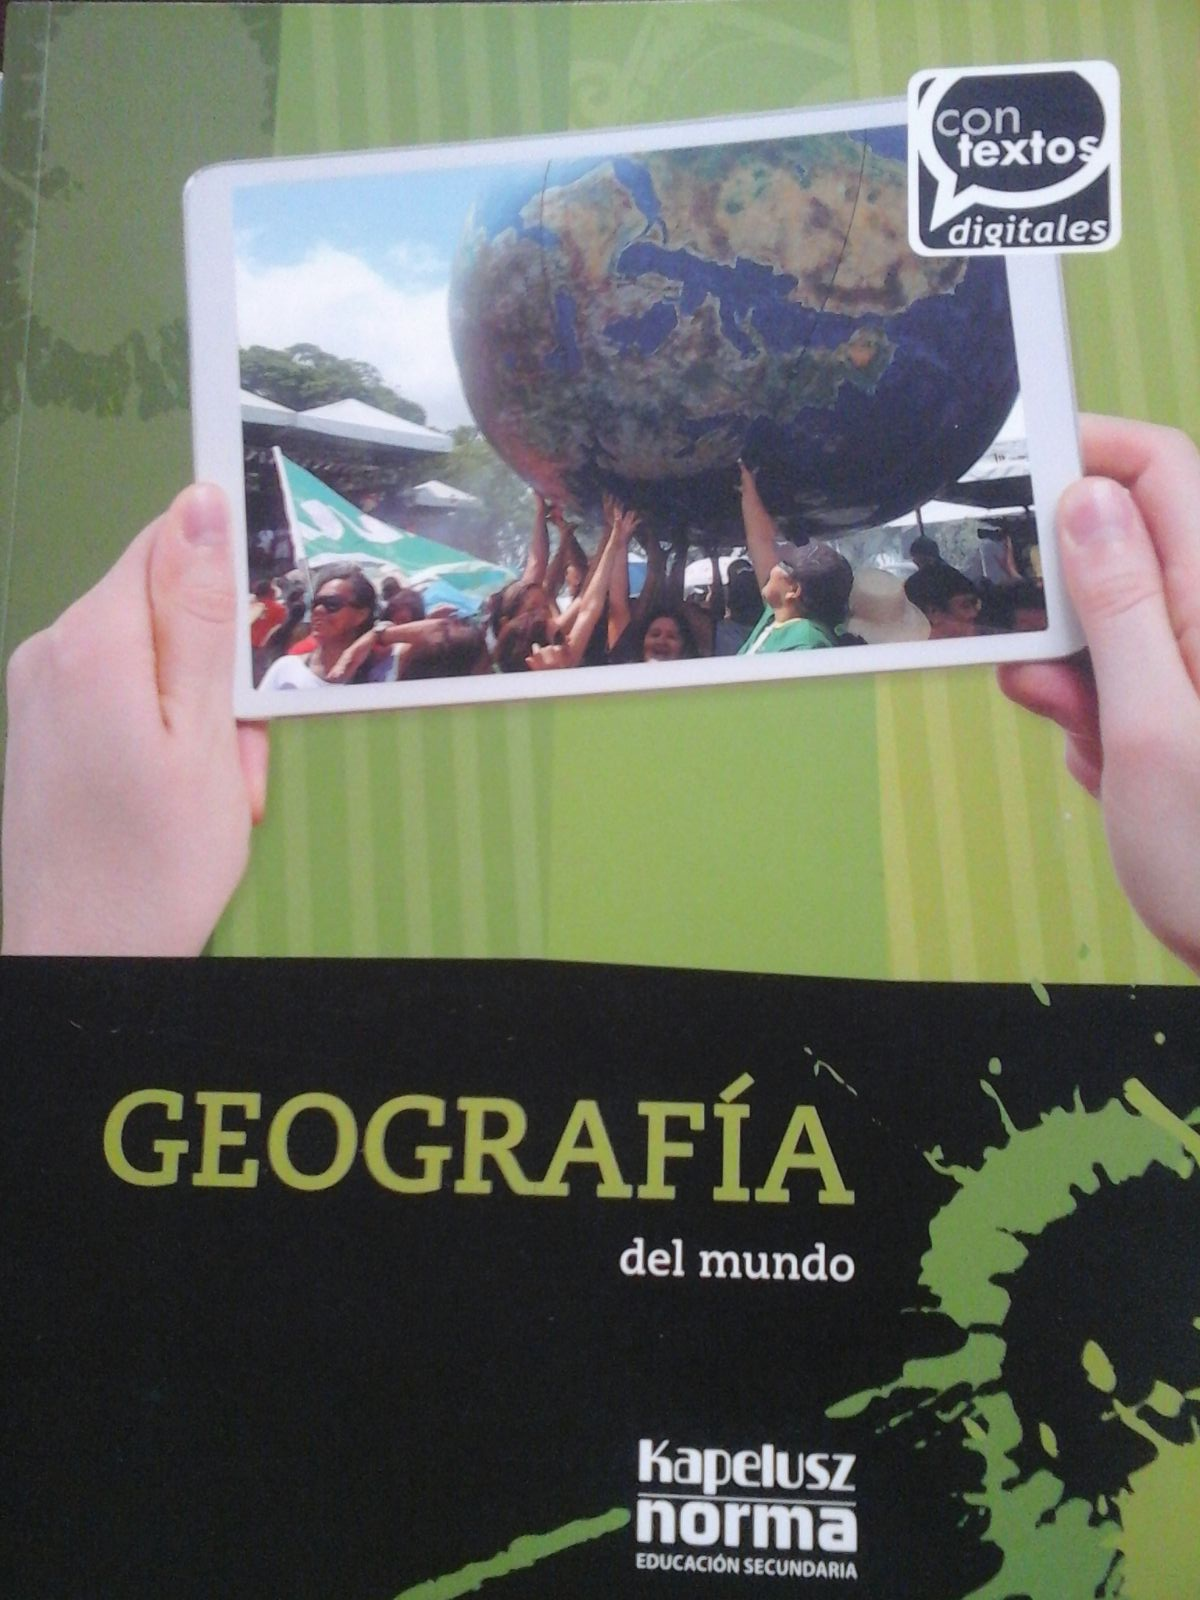 con
textos
digitales
GEOGRAFÍA
del mundo
Kapelusz
norma
EDUCACIÓN SECUNDARIA